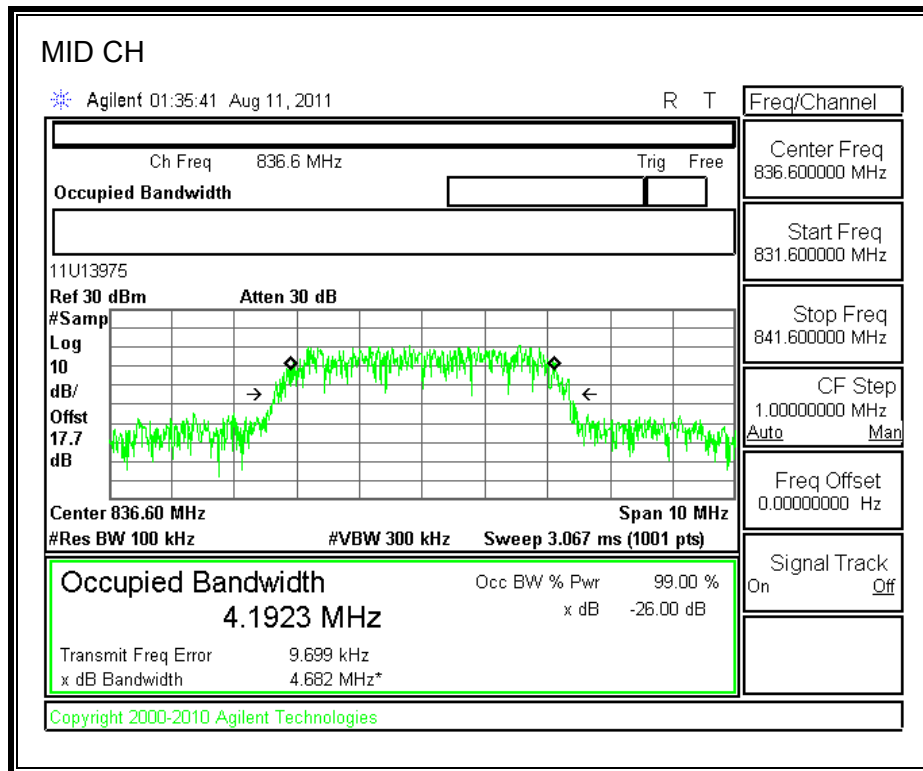 MID CH
Agilent 01:35:41 Aug 11, 2011 R T
Freq/Channel
Ch Freq 836.6 MHz Trig Free
Occupied Bandwidth
Center Freq
836.600000 MHz
Start Freq
831.600000 MHz
11U13975
Ref 30 dBm Atten 30 dB
#Samp
Log
10
dB/
Offst
17.7
dB
Stop Freq
841.600000 MHz
CF Step
1.00000000 MHz
Auto Man
Freq Offset
0.00000000 Hz
Center 836.60 MHz Span 10 MHz
#Res BW 100 kHz #VBW 300 kHz Sweep 3.067 ms (1001 pts)
Signal Track
On Off
Occupied Bandwidth Occ BW % Pwr 99.00 %
4.1923 MHz x dB -26.00 dB
Transmit Freq Error 9.699 kHz
x dB Bandwidth 4.682 MHz*
Copyright 2000-2010 Agilent Technologies